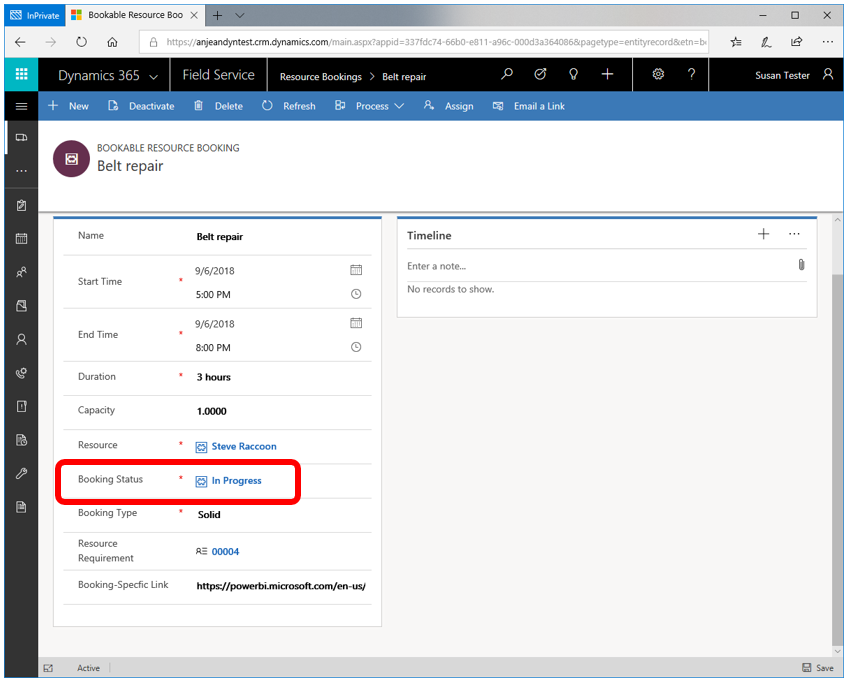 InPrivate
Bookable Resource Boo
https://anjeandyntest.crm.dynamics.com/main.aspx?appid=337fdc74-66b0-e811-a96c-000d3a364086&pagetype=entityrecord&etn=b
Dynamics 365
Field Service
Resource Bookings > Belt repair
Susan Tester
New
Deactivate
Delete
Refresh
Process
Assign
Email a Link
BOOKABLE RESOURCE BOOKING
Belt repair
Name
Belt repair
Start Time * 9/6/2018
5:00 PM
End Time * 9/6/2018
8:00 PM
Duration * 3 hours
Capacity 1.0000
Resource * Steve Raccoon
Booking Status * In Progress
Booking Type * Solid
Resource Requirement
00004
Booking-Specfic Link https://powerbi.microsoft.com/en-us/
Timeline
Enter a note...
No records to show.
Active
Save